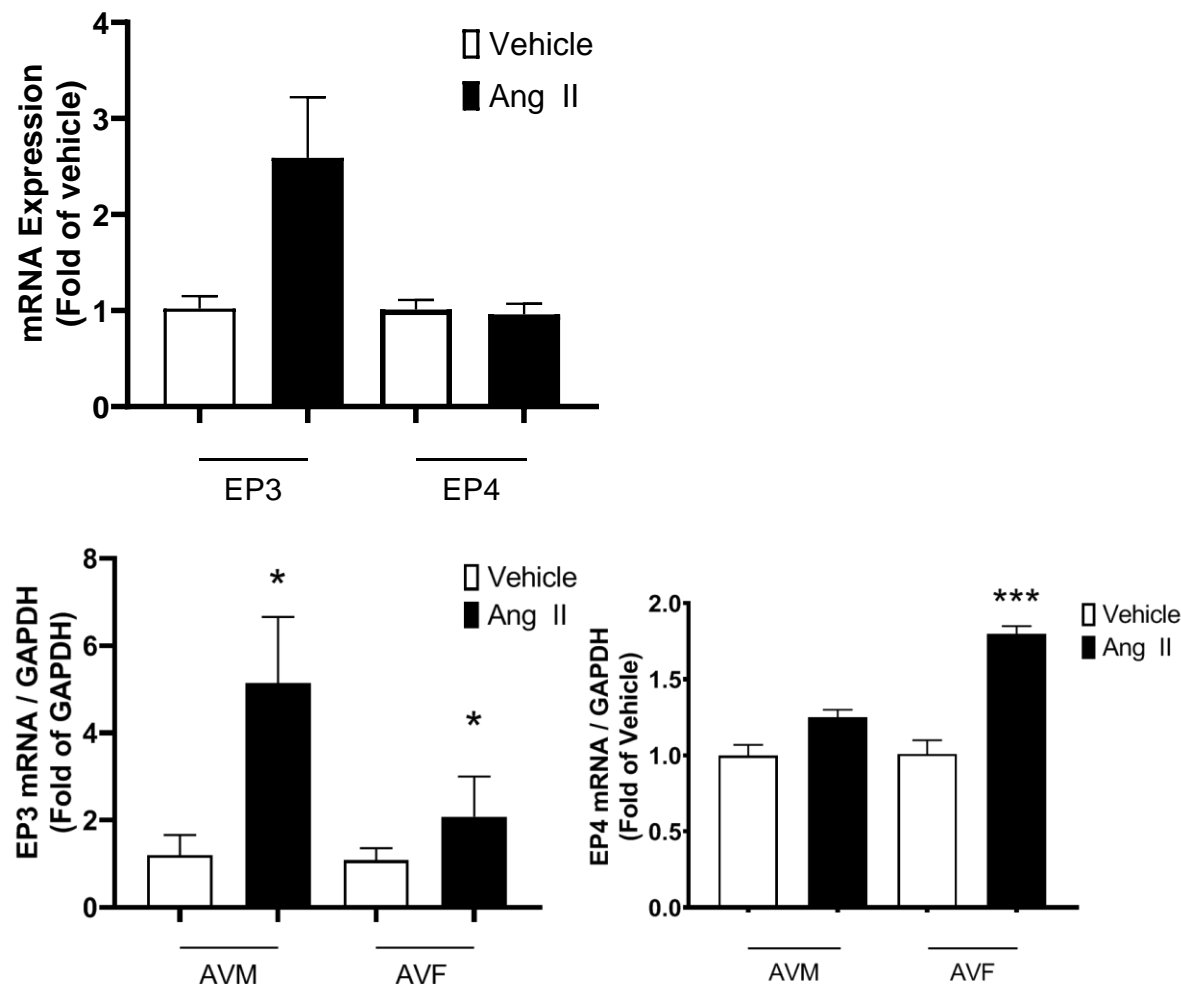 mRNA Expression
(Fold of vehicle)
4
3
2
1
0
Vehicle
Ang II
EP3
EP4
EP3 mRNA / GAPDH
(Fold of GAPDH)
8
6
4
2
0
*
*
Vehicle
Ang II
AVM
AVF
EP4 mRNA / GAPDH
(Fold of Vehicle)
2.0
1.5
1.0
0.5
0.0
***
Vehicle
Ang II
AVM
AVF